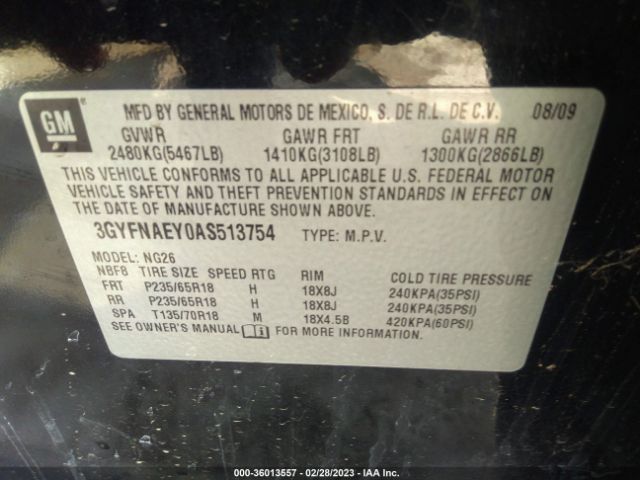 GM ®
MFD BY GENERAL MOTORS DE MEXICO, S. DE R.L. DE C.V. 08/09
GVWR GAWR FRT GAWR RR
2480KG(5467LB) 1410KG(3108LB) 1300KG(2866LB)
THIS VEHICLE CONFORMS TO ALL APPLICABLE U.S. FEDERAL MOTOR
VEHICLE SAFETY AND THEFT PREVENTION STANDARDS IN EFFECT ON
THE DATE OF MANUFACTURE SHOWN ABOVE.
3GYFNAEY0AS513754 TYPE: M.P.V.
MODEL: NG26
NBF8 TIRE SIZE SPEED RTG RIM COLD TIRE PRESSURE
FRT P235/65R18 H 18X8J 240KPA(35PSI)
RR P235/65R18 H 18X8J 240KPA(35PSI)
SPA T135/70R18 M 18X4.5B 420KPA(60PSI)
SEE OWNER'S MANUAL i FOR MORE INFORMATION.
000-36013557 - 02/28/2023 - IAA Inc.